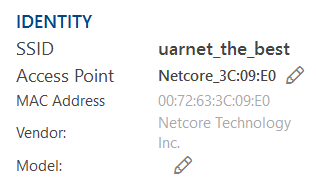 IDENTITY
SSID uarnet_the_best
Access Point Netcore_3C:09:E0
MAC Address 00:72:63:3C:09:E0
Vendor: Netcore Technology
Inc.
Model: